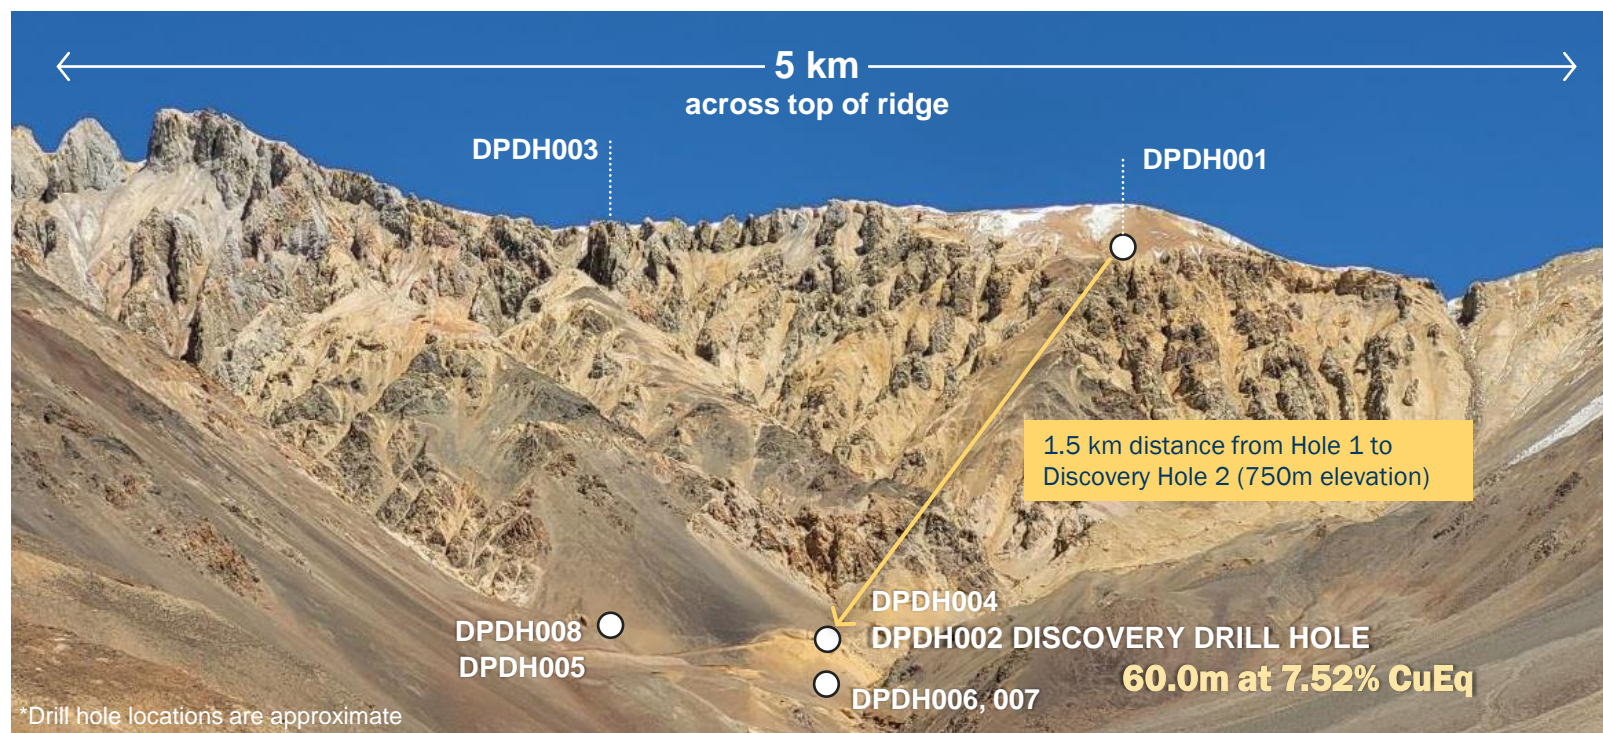 5 km
across top of ridge
DPDH003
DPDH001
1.5 km distance from Hole 1 to
Discovery Hole 2 (750m elevation)
DPDH004
DPDH008
DPDH002 DISCOVERY DRILL HOLE
DPDH005
60.0m at 7.52% CuEq
DPDH006, 007
*Drill hole locations are approximate